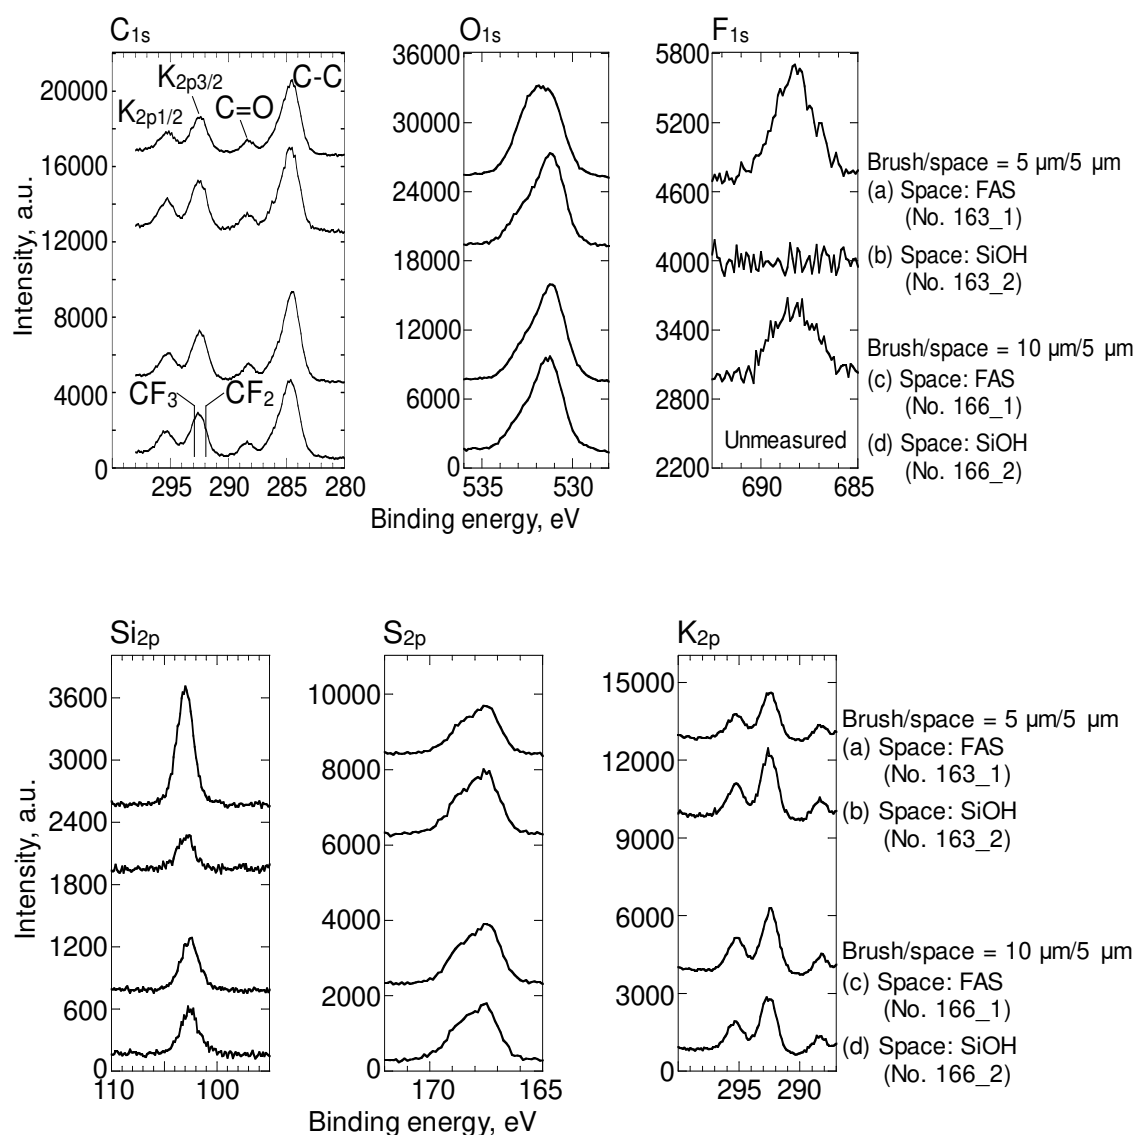 C1s
O1s
F1s
20000
16000
12000
8000
4000
0
K2p1/2
K2p3/2
C=O
C-C
CF3
CF2
295 290 285 280
36000
30000
24000
18000
12000
6000
0
535 530
5800
5200
4600
4000
3400
2800
2200
Unmeasured
690 685
Intensity, a.u.
Binding energy, eV
Brush/space = 5 µm/5 µm
(a) Space: FAS
(No. 163_1)
(b) Space: SiOH
(No. 163_2)
Brush/space = 10 µm/5 µm
(c) Space: FAS
(No. 166_1)
(d) Space: SiOH
(No. 166_2)
Si2p
S2p
K2p
3600
3000
2400
1800
1200
600
0
110 100
10000
8000
6000
4000
2000
0
170 165
15000
12000
9000
6000
3000
0
295 290
Intensity, a.u.
Binding energy, eV
Brush/space = 5 µm/5 µm
(a) Space: FAS
(No. 163_1)
(b) Space: SiOH
(No. 163_2)
Brush/space = 10 µm/5 µm
(c) Space: FAS
(No. 166_1)
(d) Space: SiOH
(No. 166_2)